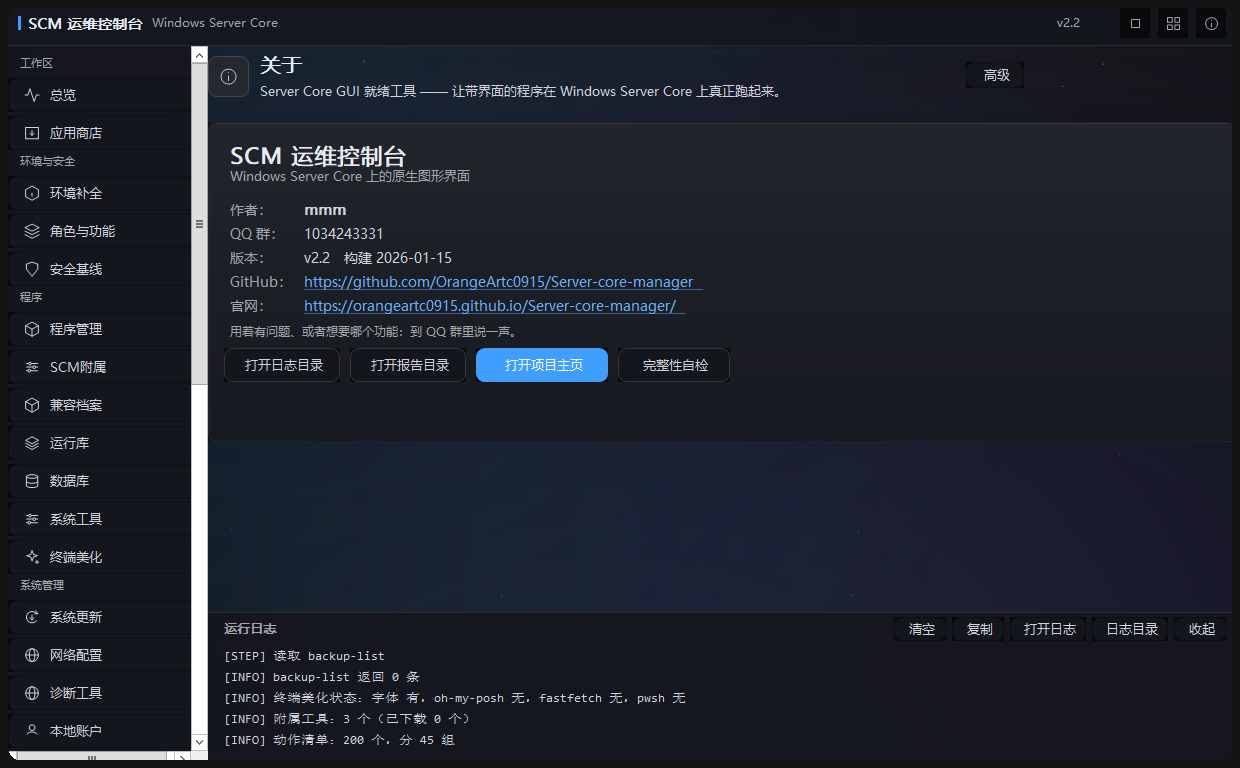 SCM 运维控制台 Windows Server Core v2.2
工作区
总览
应用商店
环境与安全
环境补全
角色与功能
安全基线
程序
程序管理
SCM附属
兼容档案
运行库
数据库
系统工具
终端美化
系统管理
系统更新
网络配置
诊断工具
本地账户
关于
Server Core GUI 就绪工具 —— 让带界面的程序在 Windows Server Core 上真正跑起来。
高级
SCM 运维控制台
Windows Server Core 上的原生图形界面
作者: mmm
QQ 群: 1034243331
版本: v2.2 构建 2026-01-15
GitHub: https://github.com/OrangeArtc0915/Server-core-manager
官网: https://orangeartc0915.github.io/Server-core-manager/
用着有问题、或者想要哪个功能: 到 QQ 群里说一声。
打开日志目录 打开报告目录 打开项目主页 完整性自检
运行日志 清空 复制 打开日志 日志目录 收起
[STEP] 读取 backup-list
[INFO] backup-list 返回 0 条
[INFO] 终端美化状态: 字体 有, oh-my-posh 无, fastfetch 无, pwsh 无
[INFO] 附属工具: 3 个 (已下载 0 个)
[INFO] 动作清单: 200 个, 分 45 组